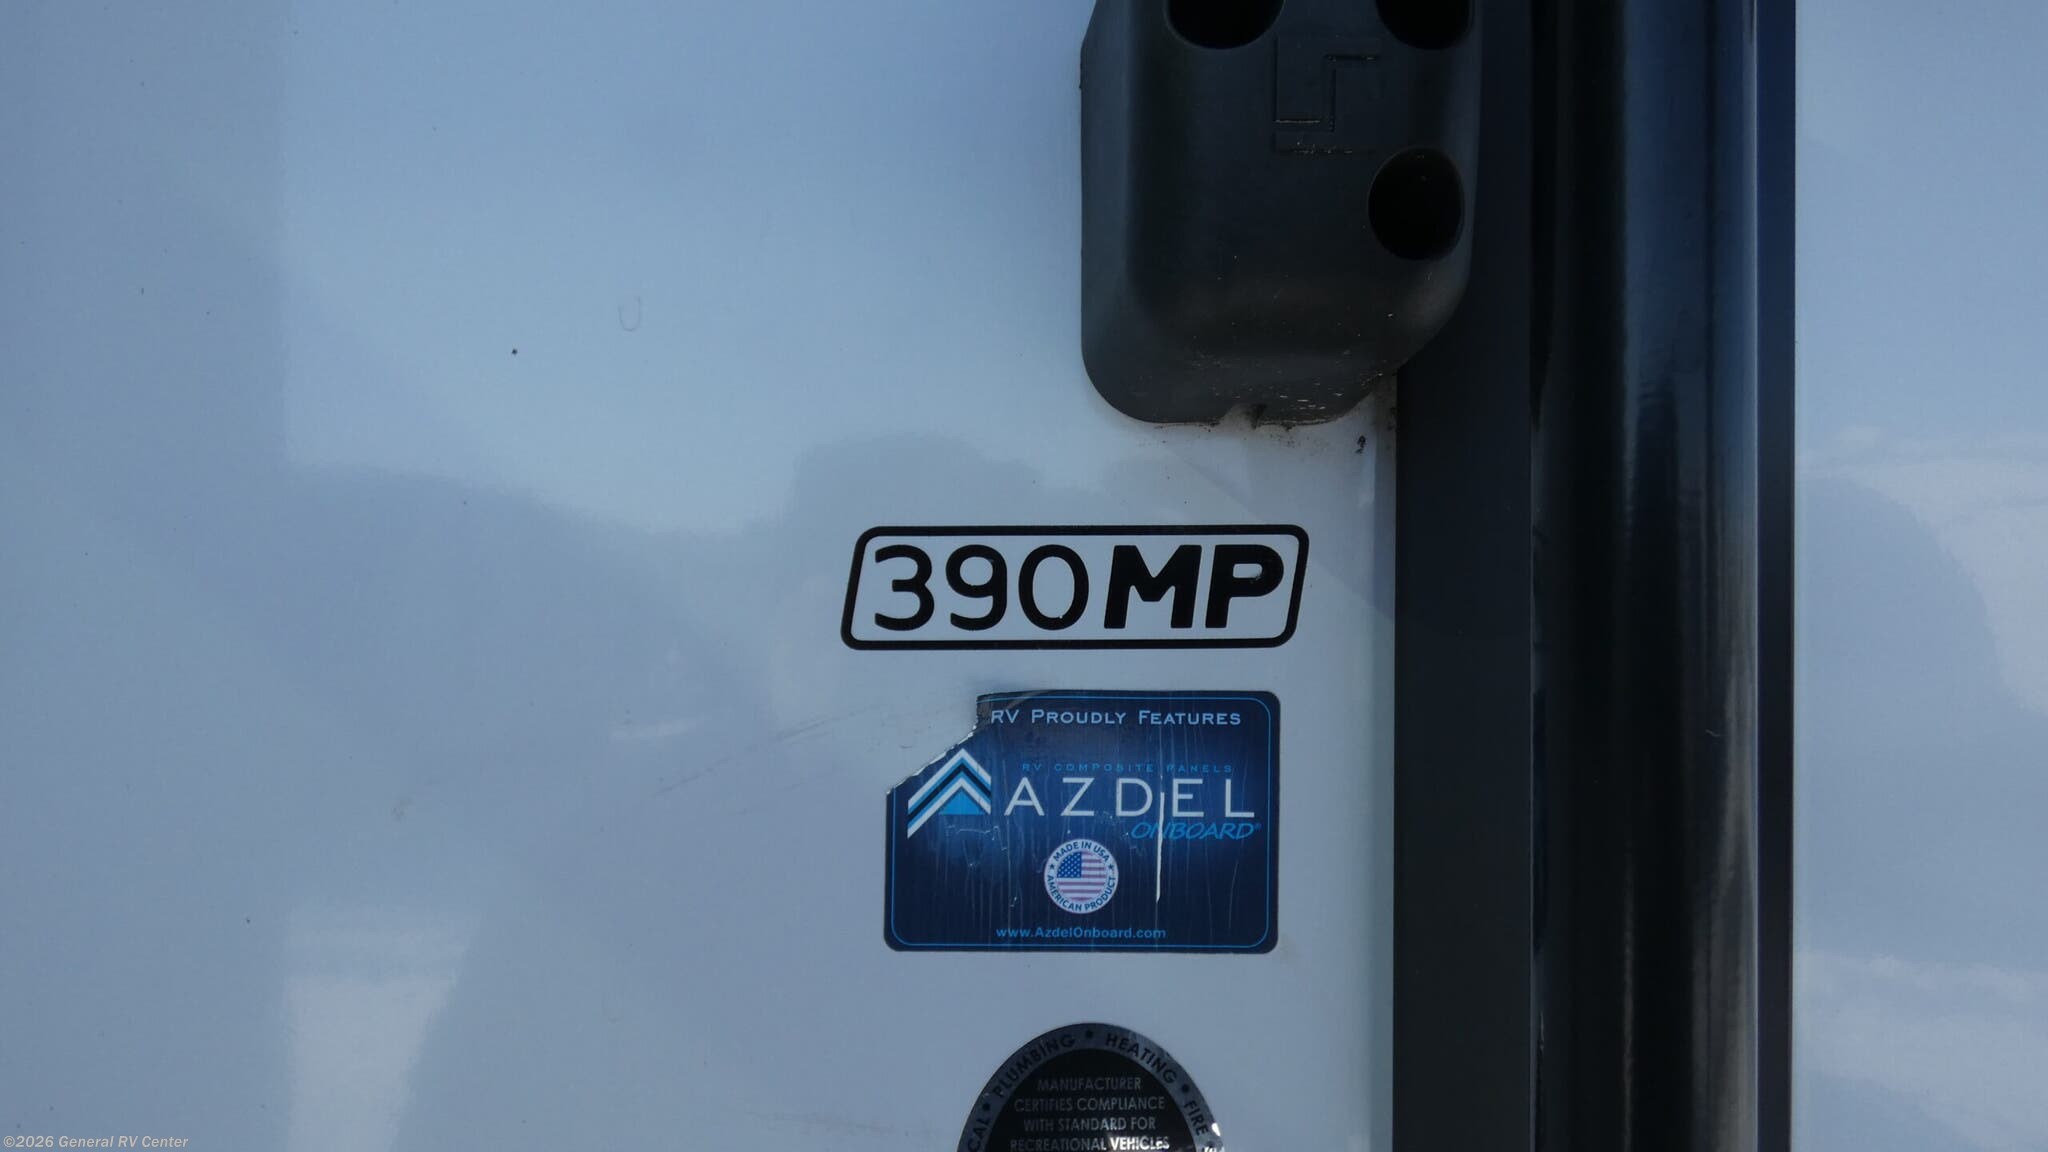 390MP
RV PROUDLY FEATURES
RV COMPOSITE PANELS
AZDEL
ONBOARD®
MADE IN USA
AMERICAN PRODUCT
www.AzdelOnboard.com
CAL • PLUMBING • HEATING • FIRE
MANUFACTURER
CERTIFIES COMPLIANCE
WITH STANDARD FOR
RECREATIONAL VEHICLES
©2026 General RV Center